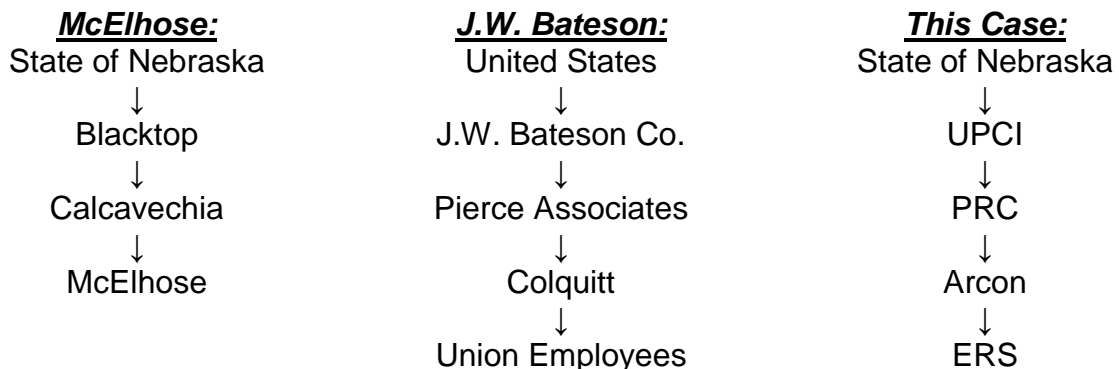 McElhose: J.W. Bateson: This Case:
State of Nebraska United States State of Nebraska
↓ ↓ ↓
Blacktop J.W. Bateson Co. UPCI
↓ ↓ ↓
Calcavechia Pierce Associates PRC
↓ ↓ ↓
McElhose Colquitt Arcon
↓ ↓
Union Employees ERS